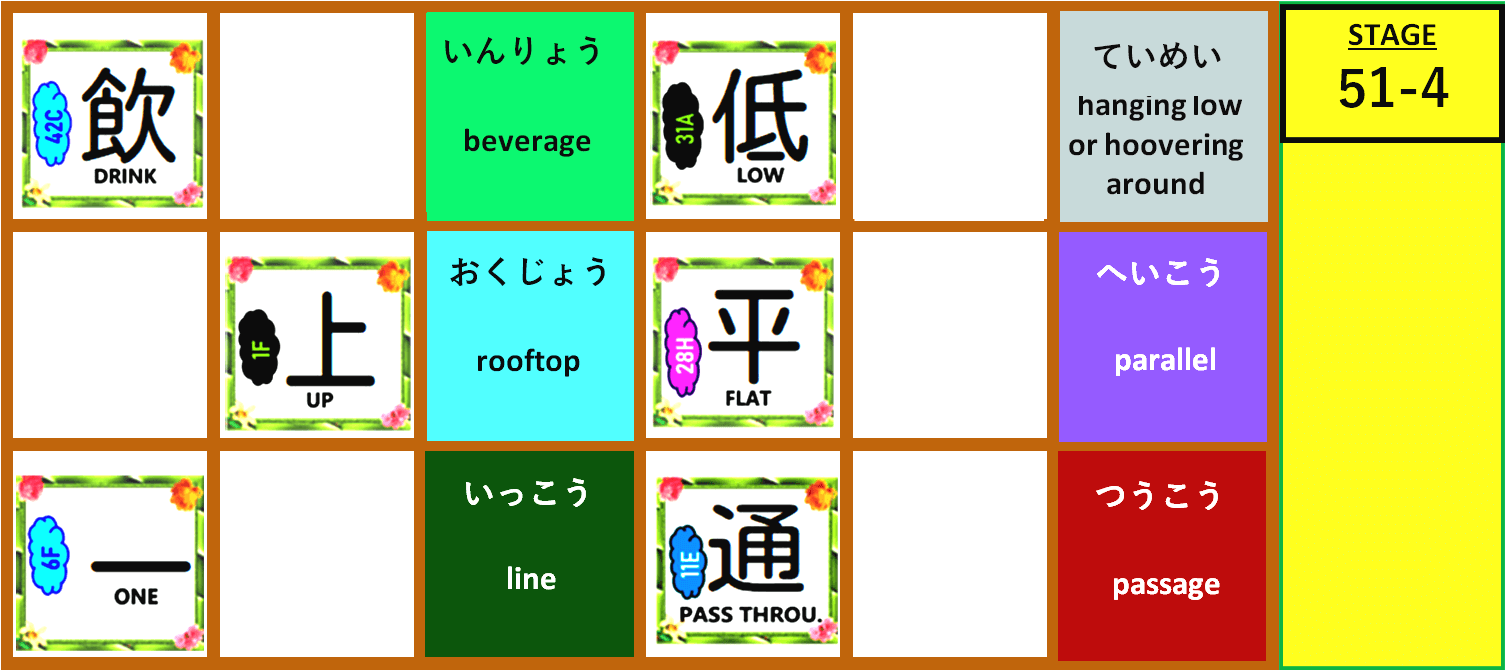 42C
飲
DRINK
いんりょう
beverage
31A
低
LOW
ていめい
hanging low
or hoovering
around
STAGE
51-4
1F
上
UP
おくじょう
rooftop
28H
平
FLAT
へいこう
parallel
6F
一
ONE
いっこう
line
11E
通
PASS THROU.
つうこう
passage